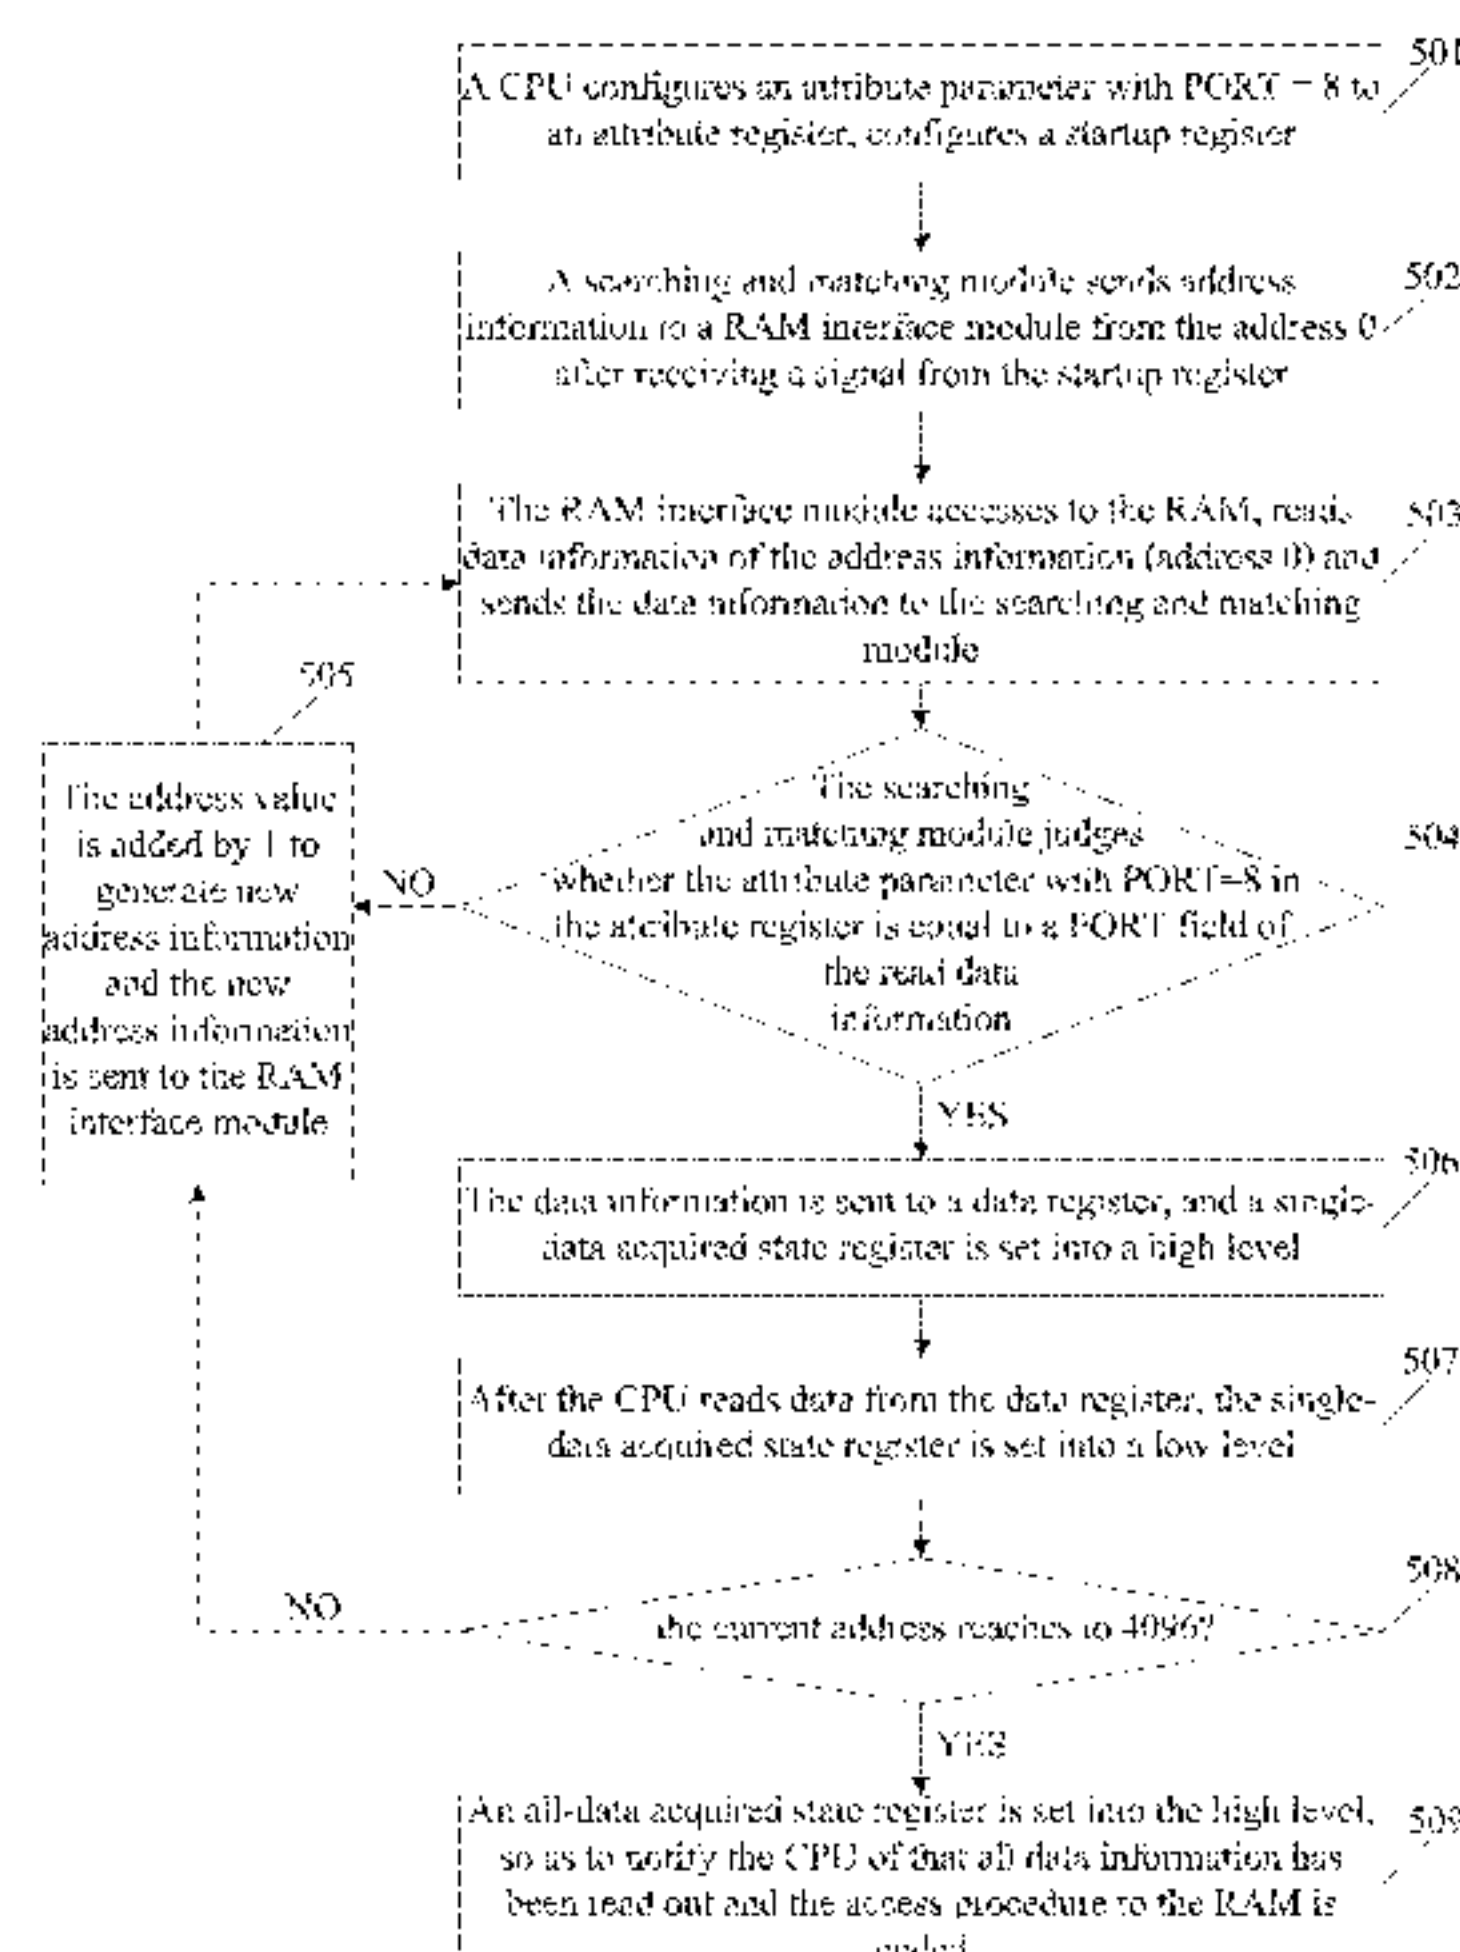 501
A CPU configures an attribute parameter with PORT = 8 to
an attribute register, configures a startup register
502
A searching and matching module sends address
information to a RAM interface module from the address 0
after receiving a signal from the startup register
503
The RAM interface module accesses to the RAM, reads
data information of the address information (address 0) and
sends the data information to the searching and matching
module
505
The address value
is added by 1 to
generate new
address information
and the new
address information
is sent to the RAM
interface module
NO
504
The searching
and matching module judges
whether the attribute parameter with PORT=8 in
the attribute register is equal to a PORT field of
the read data
information
YES
506
The data information is sent to a data register, and a single-
data acquired state register is set into a high level
507
After the CPU reads data from the data register, the single-
data acquired state register is set into a low level
508
the current address reaches to 4096?
NO
YES
509
An all-data acquired state register is set into the high level,
so as to notify the CPU of that all data information has
been read out and the access procedure to the RAM is
ended